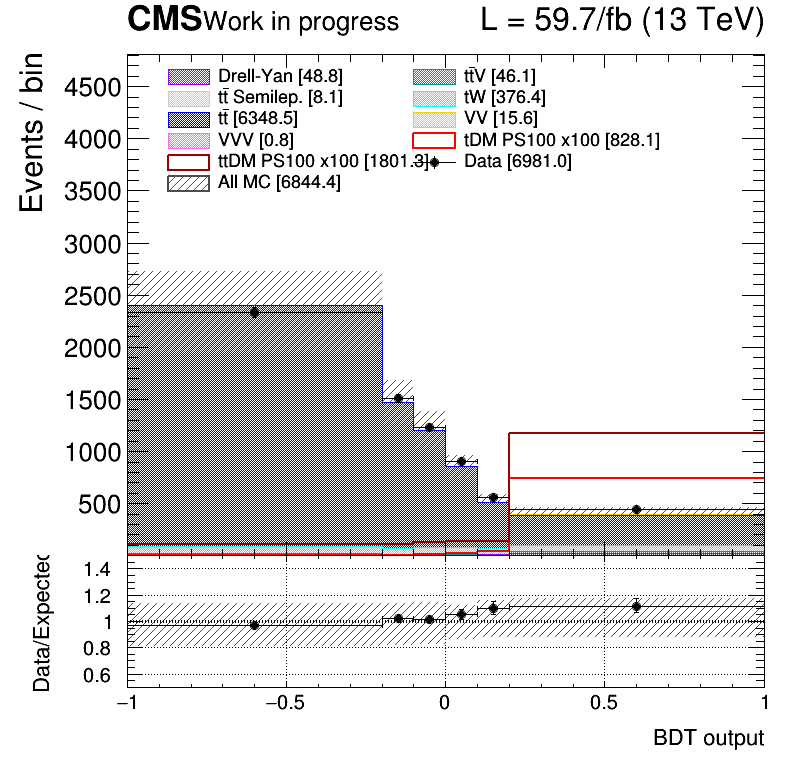 CMS Work in progress L = 59.7/fb (13 TeV)
Events / bin
Drell-Yan [48.8] tt̄V [46.1]
tt̄ Semilep. [8.1] tW [376.4]
tt̄ [6348.5] VV [15.6]
VVV [0.8] tDM PS100 x100 [828.1]
ttDM PS100 x100 [1801.3] Data [6981.0]
All MC [6844.4]
4500
4000
3500
3000
2500
2000
1500
1000
500
Data/Expected
1.4
1.2
1
0.8
0.6
−1 −0.5 0 0.5 1
BDT output